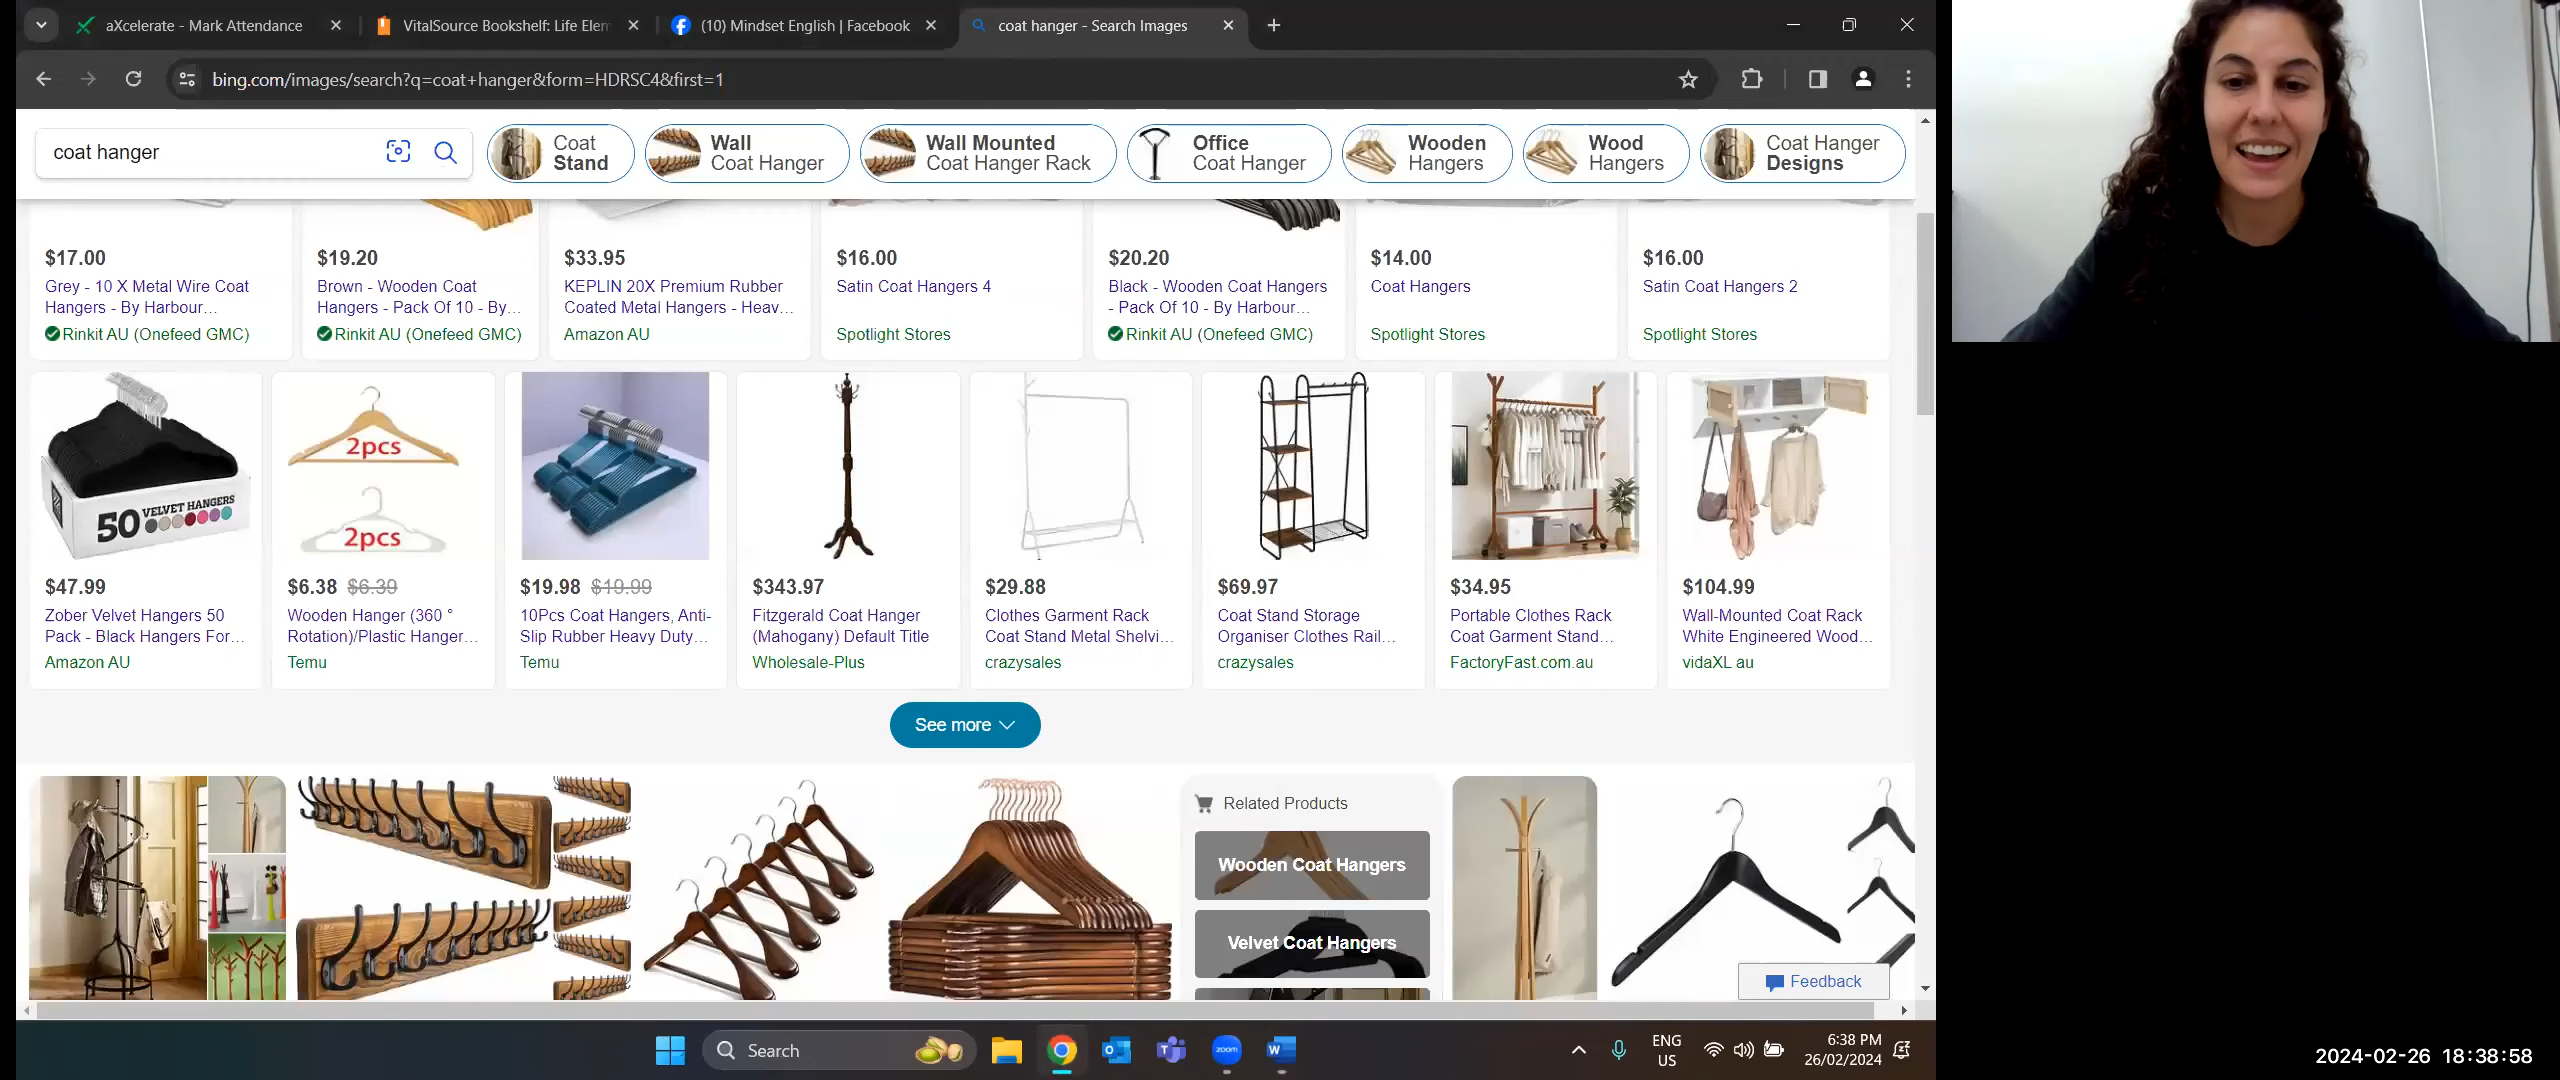 aXcelerate - Mark Attendance
VitalSource Bookshelf: Life Elem
(10) Mindset English | Facebook
coat hanger - Search Images
bing.com/images/search?q=coat+hanger&form=HDRSC4&first=1
coat hanger
Coat
Stand
Wall
Coat Hanger
Wall Mounted
Coat Hanger Rack
Office
Coat Hanger
Wooden
Hangers
Wood
Hangers
Coat Hanger
Designs
$17.00
Grey - 10 X Metal Wire Coat
Hangers - By Harbour...
Rinkit AU (Onefeed GMC)
$19.20
Brown - Wooden Coat
Hangers - Pack Of 10 - By...
Rinkit AU (Onefeed GMC)
$33.95
KEPLIN 20X Premium Rubber
Coated Metal Hangers - Heav...
Amazon AU
$16.00
Satin Coat Hangers 4
Spotlight Stores
$20.20
Black - Wooden Coat Hangers
- Pack Of 10 - By Harbour...
Rinkit AU (Onefeed GMC)
$14.00
Coat Hangers
Spotlight Stores
$16.00
Satin Coat Hangers 2
Spotlight Stores
50 VELVET HANGERS
$47.99
Zober Velvet Hangers 50
Pack - Black Hangers For...
Amazon AU
2pcs
2pcs
$6.38 $6.39
Wooden Hanger (360 °
Rotation)/Plastic Hanger...
Temu
$19.98 $19.99
10Pcs Coat Hangers, Anti-
Slip Rubber Heavy Duty...
Temu
$343.97
Fitzgerald Coat Hanger
(Mahogany) Default Title
Wholesale-Plus
$29.88
Clothes Garment Rack
Coat Stand Metal Shelvi...
crazysales
$69.97
Coat Stand Storage
Organiser Clothes Rail...
crazysales
$34.95
Portable Clothes Rack
Coat Garment Stand...
FactoryFast.com.au
$104.99
Wall-Mounted Coat Rack
White Engineered Wood...
vidaXL au
See more
Related Products
Wooden Coat Hangers
Velvet Coat Hangers
Feedback
Search
zoom
ENG
US
6:38 PM
26/02/2024
2024-02-26 18:38:58